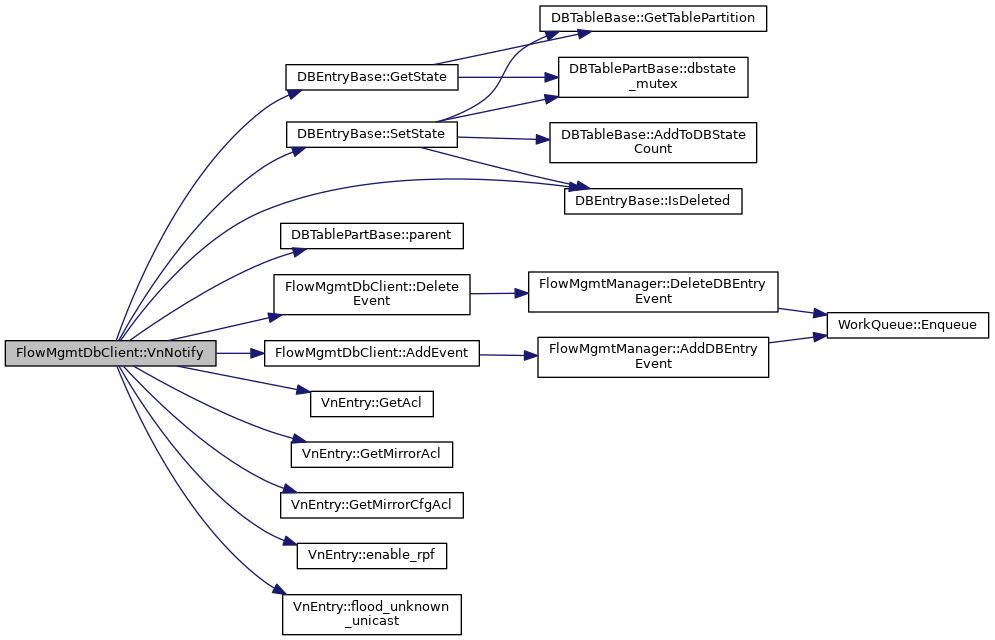 DBTableBase::GetTablePartition
DBEntryBase::GetState
DBTablePartBase::dbstate
_mutex
DBEntryBase::SetState
DBTableBase::AddToDBState
Count
DBEntryBase::IsDeleted
DBTablePartBase::parent
FlowMgmtDbClient::Delete
Event
FlowMgmtManager::DeleteDBEntry
Event
WorkQueue::Enqueue
FlowMgmtDbClient::VnNotify
FlowMgmtDbClient::AddEvent
FlowMgmtManager::AddDBEntry
Event
VnEntry::GetAcl
VnEntry::GetMirrorAcl
VnEntry::GetMirrorCfgAcl
VnEntry::enable_rpf
VnEntry::flood_unknown
_unicast